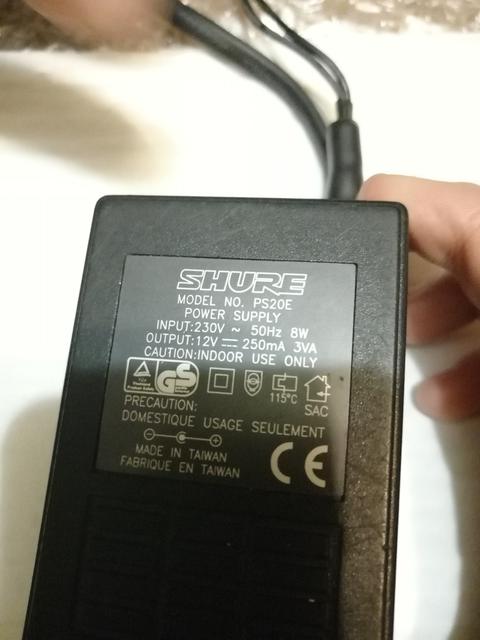 SHURE
MODEL NO. PS20E
POWER SUPPLY
INPUT:230V ~ 50Hz 8W
OUTPUT:12V ⎓ 250mA 3VA
CAUTION:INDOOR USE ONLY
GS
115°C
SAC
PRECAUTION:
DOMESTIQUE USAGE SEULEMENT
MADE IN TAIWAN
FABRIQUE EN TAIWAN
CE